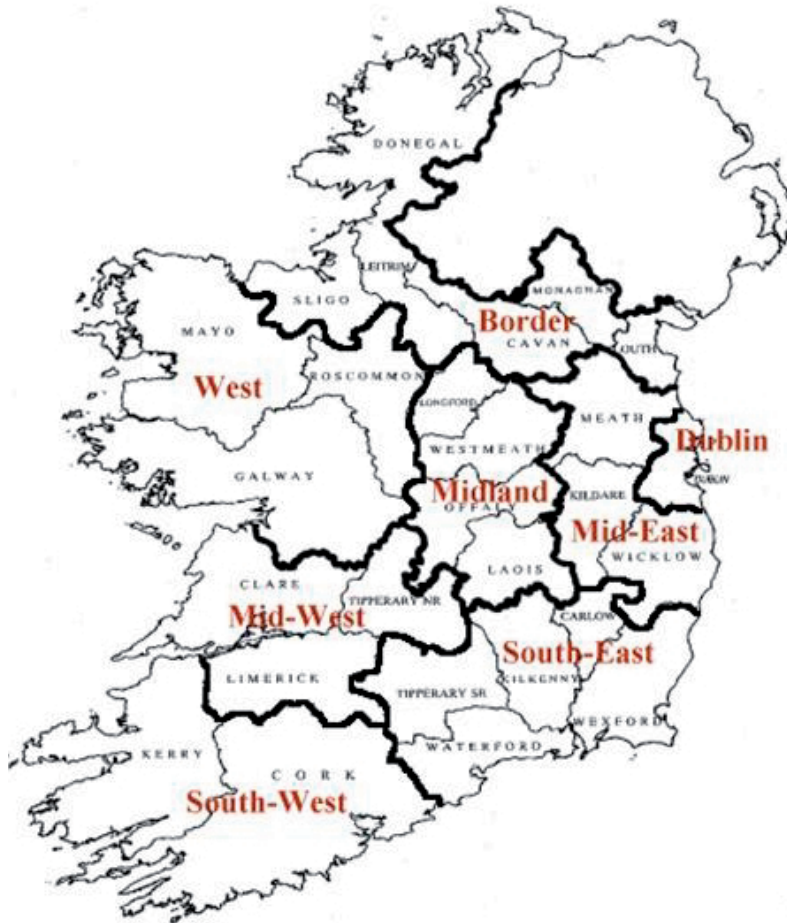 DONEGAL
LEITRIM
MONAGHAN
SLIGO
Border
CAVAN
OUTH
MAYO
ROSCOMMON
West
LONGFORD
MEATH
WESTMEATH
Dublin
GALWAY
Midland
OFFALY
KILDARE
Mid-East
WICKLOW
LAOIS
CLARE
TIPPERARY NR
Mid-West
CARLOW
South-East
LIMERICK
KILKENNY
TIPPERARY SR
WEXFORD
WATERFORD
KERRY
CORK
South-West